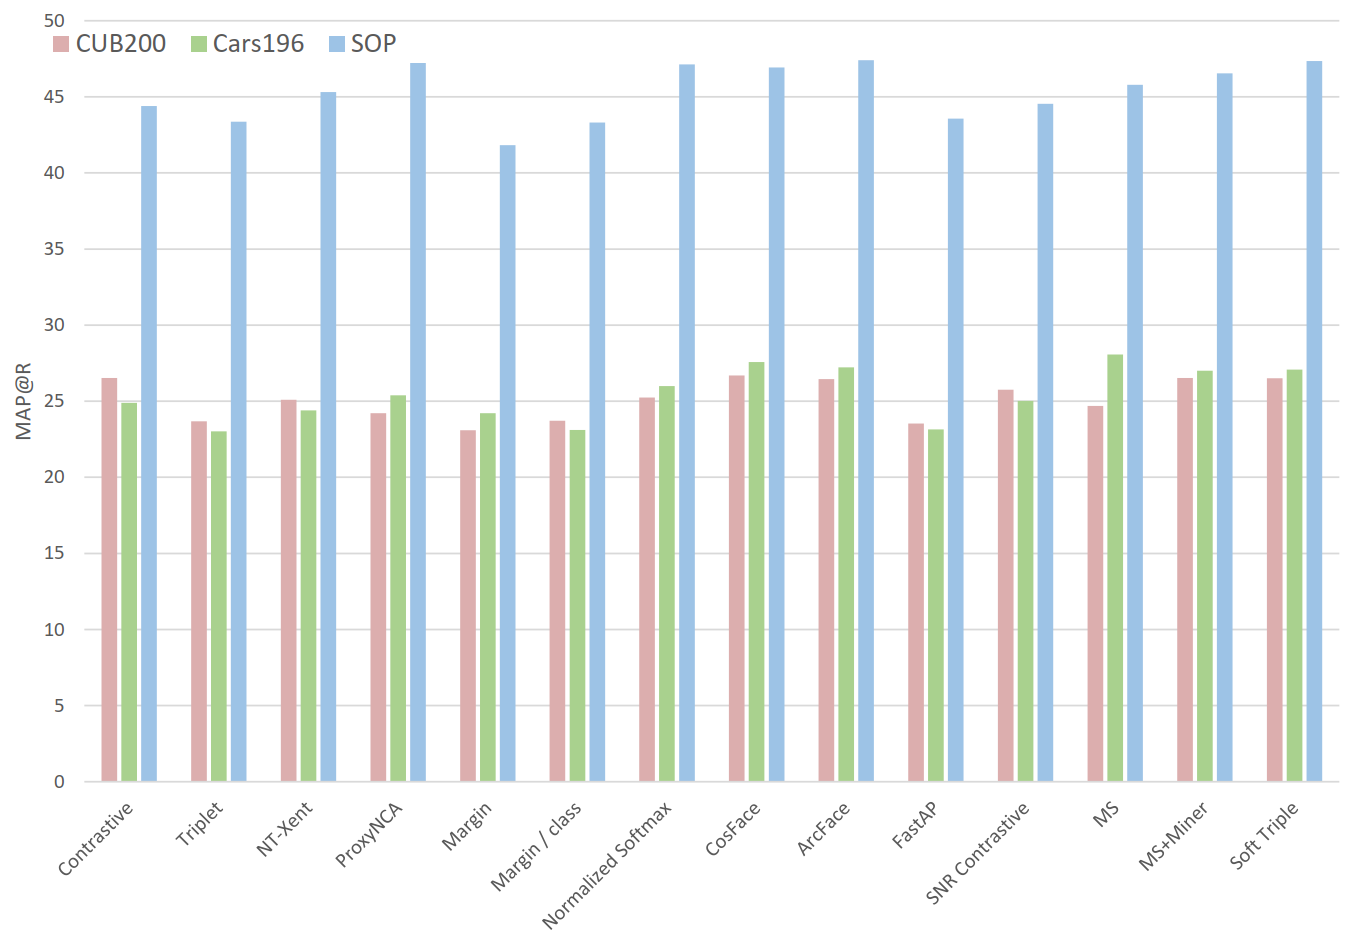 50
CUB200 Cars196 SOP
45
40
35
30
25
MAP@R
20
15
10
5
0
Contrastive
Triplet
NT-Xent
ProxyNCA
Margin
Margin / class
Normalized Softmax
CosFace
ArcFace
FastAP
SNR Contrastive
MS
MS+Miner
Soft Triple